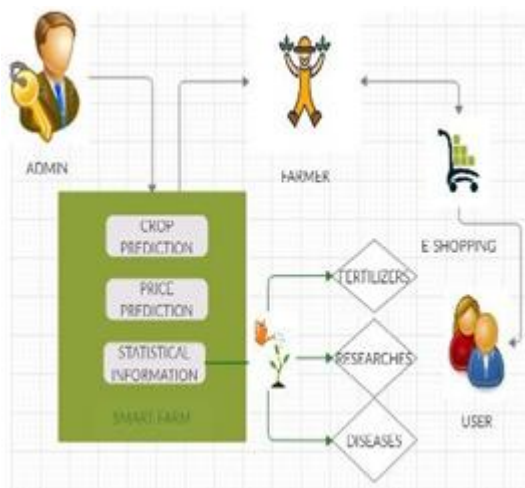 ADMIN
FARMER
E SHOPPING
CROP
PREDICTION
PRICE
PREDICTION
STATISTICAL
INFORMATION
SMART FARM
FERTILIZERS
RESEARCHES
DISEASES
USER